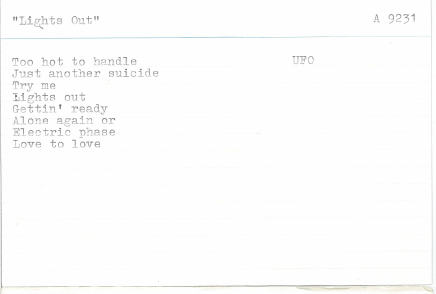 "Lights Out" A 9231
Too hot to handle UFO
Just another suicide
Try me
Lights out
Gettin' ready
Alone again or
Electric phase
Love to love